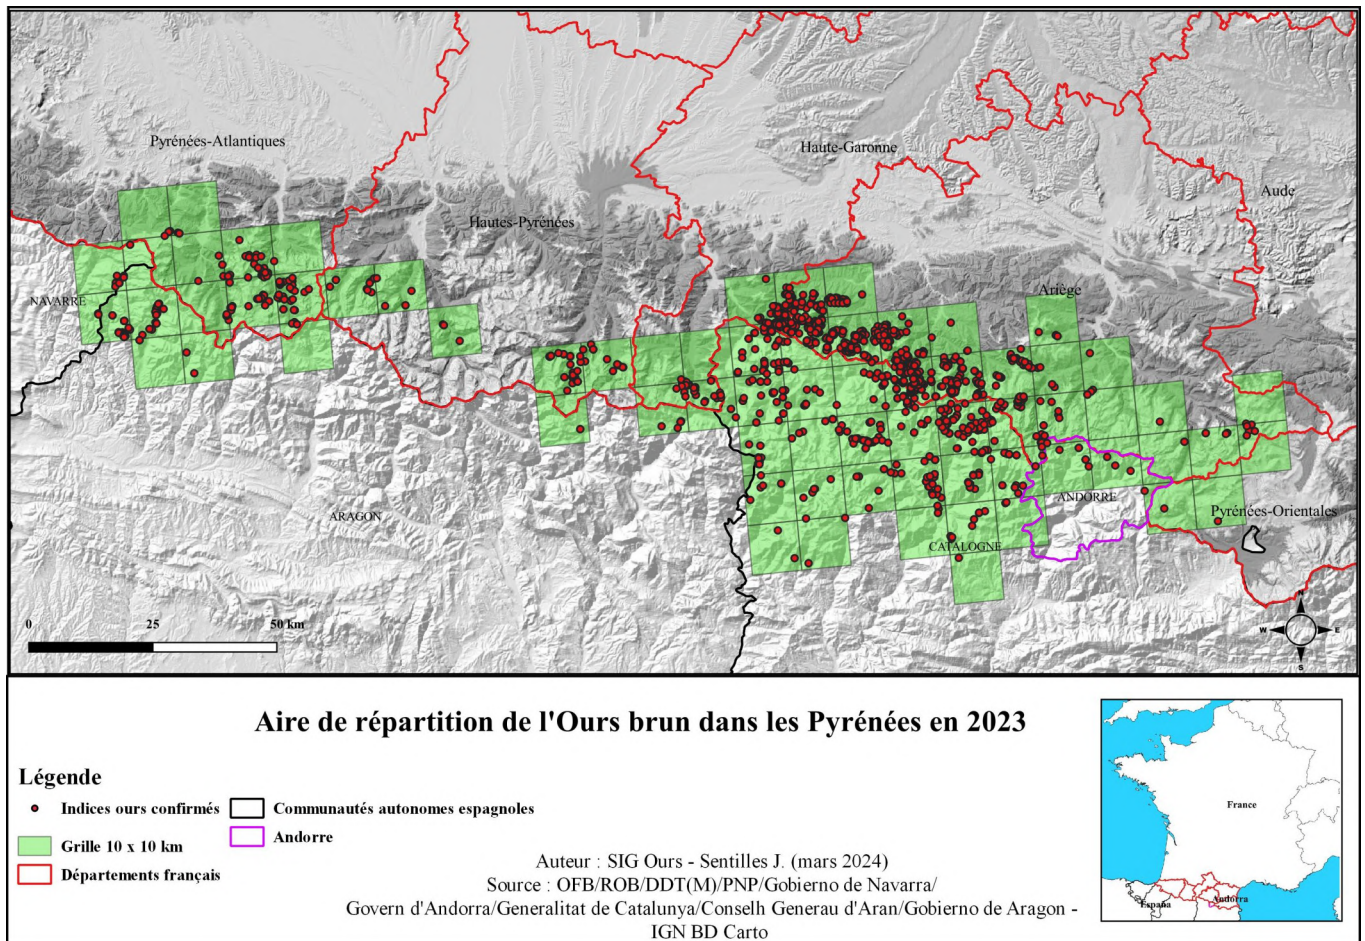 Pyrénées-Atlantiques
Haute-Garonne
Aude
Hautes-Pyrénées
Ariège
NAVARRE
ANDORRE
ARAGON
Pyrénées-Orientales
CATALOGNE
0 25 50 km
N
W E
S
Aire de répartition de l'Ours brun dans les Pyrénées en 2023
Légende
Indices ours confirmés
Communautés autonomes espagnoles
Grille 10 x 10 km
Andorre
Départements français
Auteur : SIG Ours - Sentilles J. (mars 2024)
Source : OFB/ROB/DDT(M)/PNP/Gobierno de Navarra/
Govern d'Andorra/Generalitat de Catalunya/Conselh Generau d'Aran/Gobierno de Aragon -
IGN BD Carto
France
España
Andorra